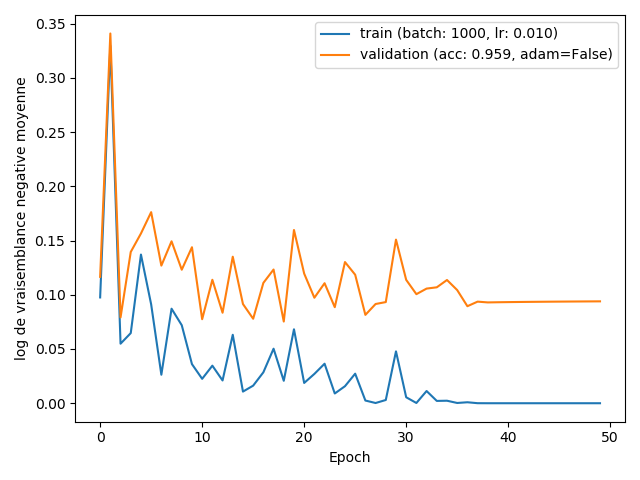 train (batch: 1000, lr: 0.010)
validation (acc: 0.959, adam=False)
log de vraisemblance negative moyenne
0.35
0.30
0.25
0.20
0.15
0.10
0.05
0.00
0 10 20 30 40 50
Epoch